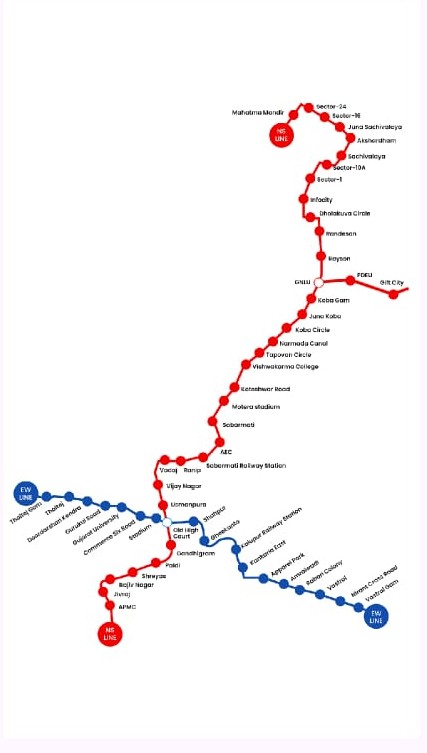 Mahatma Mandir
Sector-24
Sector-16
Juna Sachivalaya
Akshardham
NS
LINE
Sachivalaya
Sector-10A
Sector-1
Infocity
Dholakuva Circle
Randesan
Raysan
GNLU
PDEU
Gift City
Koba Gam
Juna Koba
Koba Circle
Narmada Canal
Tapovan Circle
Vishwakarma College
Koteshwar Road
Motera stadium
Sabarmati
AEC
Sabarmati Railway Station
Vadaj
Ranip
Vijay Nagar
Usmanpura
EW
LINE
Thaltej Gam
Thaltej
Doordarshan Kendra
Gurukul Road
Gujarat University
Commerce Six Road
Stadium
Old High
Court
Shahpur
Gheekanta
Kalupur Railway Station
Kankaria East
Apparel Park
Amraiwadi
Rabari Colony
Vastral
Nirant Cross Road
Vastral Gam
EW
LINE
Gandhigram
Paldi
Shreyas
Rajiv Nagar
Jivraj
APMC
NS
LINE